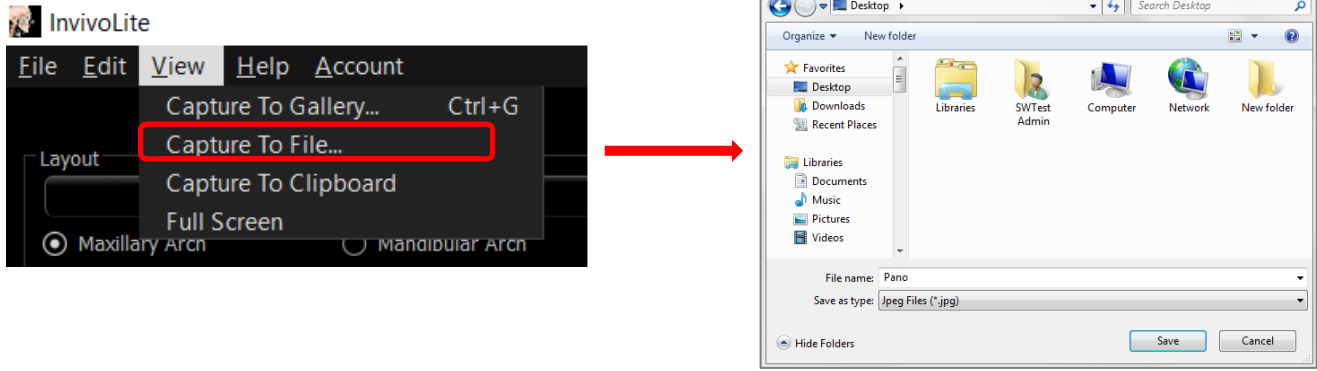 InvivoLite
File Edit View Help Account
Capture To Gallery... Ctrl+G
Capture To File...
Capture To Clipboard
Full Screen
Layout
Maxillary Arch Mandibular Arch
Desktop Search Desktop
Organize New folder
Favorites
Desktop
Downloads
Recent Places
Libraries
Documents
Music
Pictures
Videos
Libraries SWTest Admin Computer Network New folder
File name: Pano
Save as type: Jpeg Files (*.jpg)
Hide Folders Save Cancel